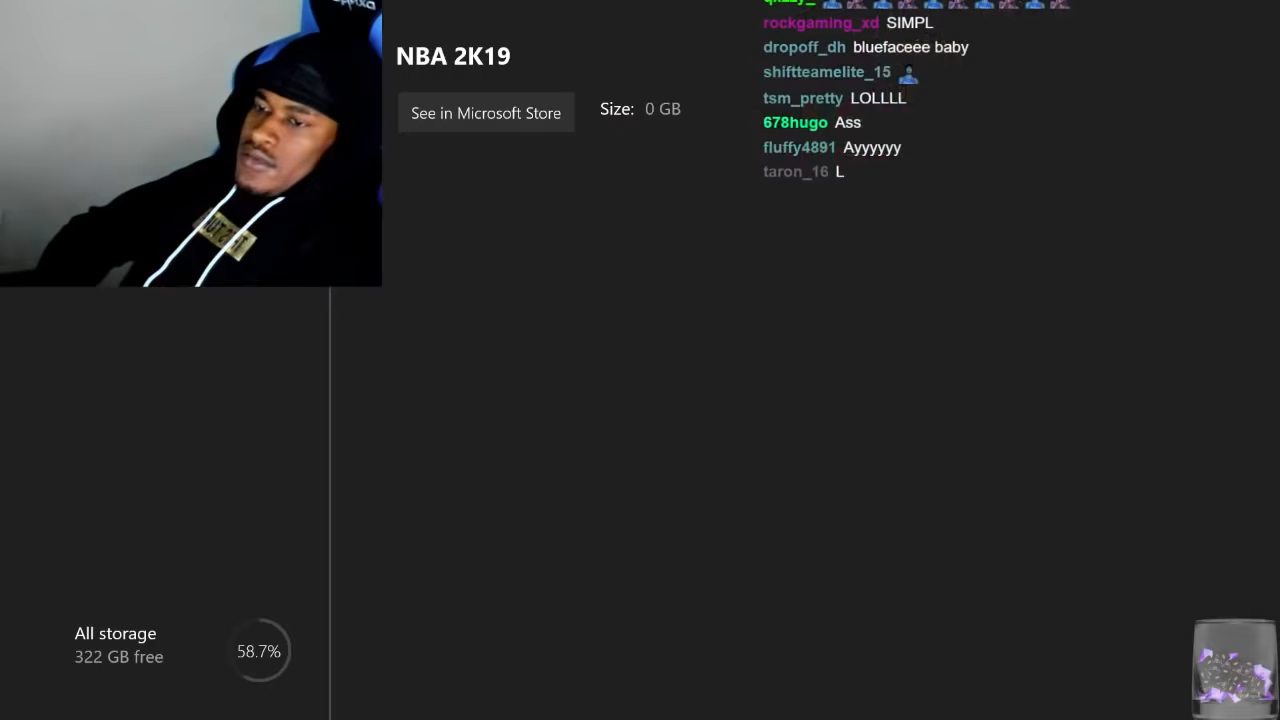 NBA 2K19
See in Microsoft Store
Size: 0 GB
rockgaming_xd SIMPL
dropoff_dh bluefaceee baby
shiftteamelite_15
tsm_pretty LOLLLL
678hugo Ass
fluffy4891 Ayyyyyy
taron_16 L
All storage
322 GB free
58.7%